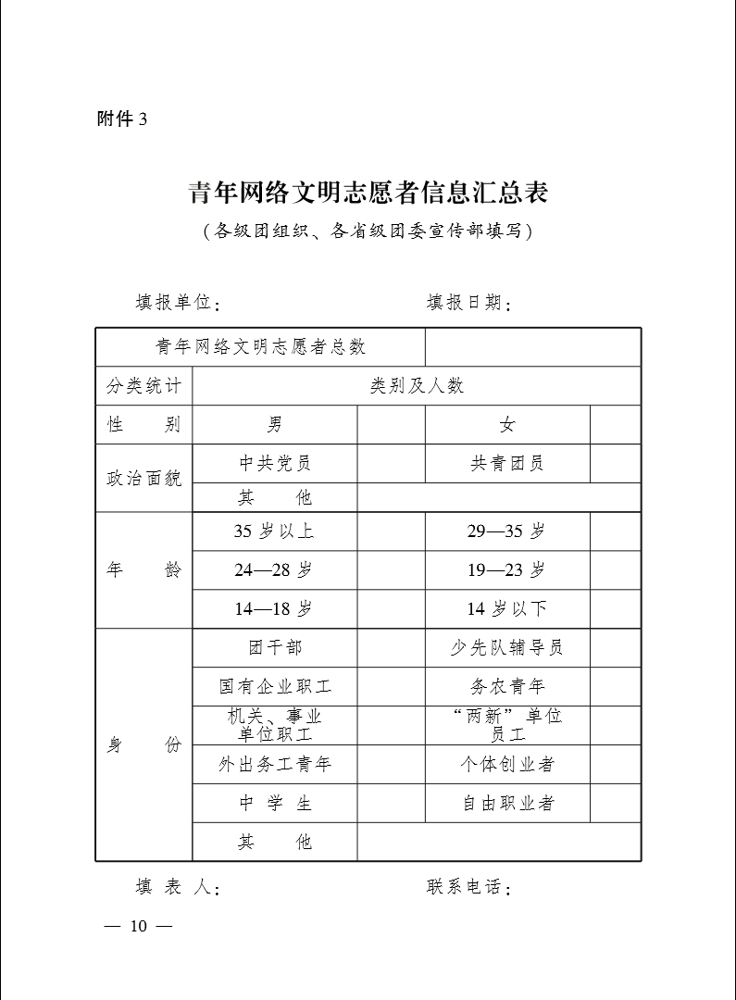 附件 3
青年网络文明志愿者信息汇总表
（各级团组织、各省级团委宣传部填写）
填报单位： 填报日期：
青年网络文明志愿者总数
分类统计 类别及人数
性 别 男 女
政治面貌 中共党员 共青团员
其 他
年 龄 35 岁以上 29—35 岁
24—28 岁 19—23 岁
14—18 岁 14 岁以下
身 份 团干部 少先队辅导员
国有企业职工 务农青年
机关、事业 “两新” 单位
单位职工 员工
外出务工青年 个体创业者
中 学 生 自由职业者
其 他
填 表 人： 联系电话：
— 10 —